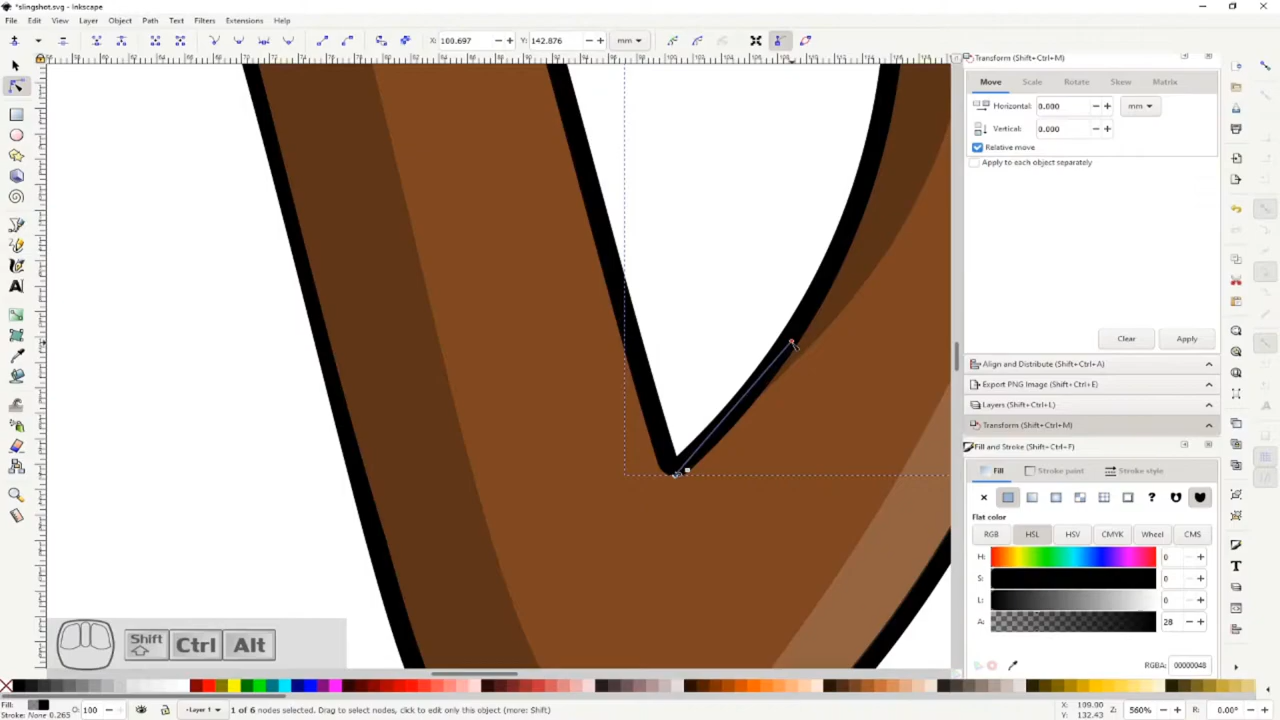 *slingshot.svg - Inkscape
File Edit View Layer Object Path Text Filters Extensions Help
X: 100.697 − + Y: 142.876 − + mm
Transform (Shift+Ctrl+M)
Move Scale Rotate Skew Matrix
Horizontal: 0.000 − + mm
Vertical: 0.000 − +
Relative move
Apply to each object separately
Clear Apply
Align and Distribute (Shift+Ctrl+A)
Export PNG Image (Shift+Ctrl+E)
Layers (Shift+Ctrl+L)
Transform (Shift+Ctrl+M)
Fill and Stroke (Shift+Ctrl+F)
Fill Stroke paint Stroke style
Flat color
RGB HSL HSV CMYK Wheel CMS
H: 0 − +
S: 0 − +
L: 0 − +
A: 28 − +
RGBA: 00000048
Shift Ctrl Alt
Fill: O: 100 - Layer 1 1 of 6 nodes selected. Drag to select nodes, click to edit only this object (more: Shift) X: 109.00 Z: 560% − + R: 0.00° − +
Stroke: None 0.265 Y: 132.43